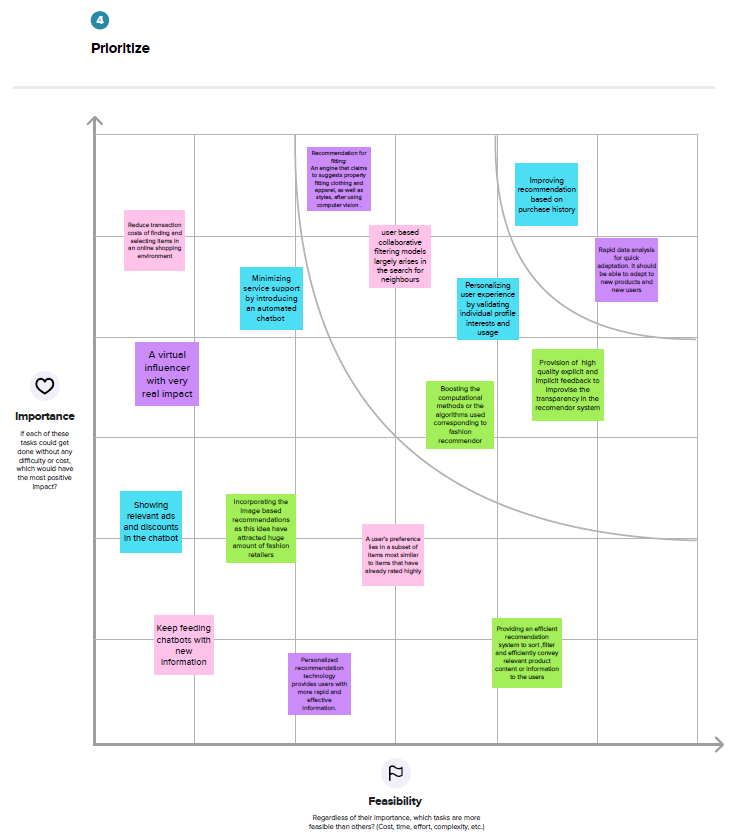 4
Prioritize
Recommendation for
fitting:
An engine that claims
to suggests properly
fitting clothing and
apparel, as well as
styles, after using
computer vision .
Improving
recommendation
based on
purchase history
Reduce transaction
costs of finding and
selecting items in
an online shopping
environment
user based
collaborative
filtering models
largely arises in
the search for
neighbours
Rapid data analysis
for quick
adaptation. It should
be able to adapt to
new products and
new users
Minimizing
service support
by introducing
an automated
chatbot
Personalizing
user experience
by validating
individual profile
interests and
usage
A virtual
influencer
with very
real impact
Provision of high
quality explicit and
implicit feedback to
improvise the
transparency in the
recomendor system
Boosting the
computational
methods or the
algorithms used
corresponding to
fashion
recommendor
Importance
If each of these
tasks could get
done without any
difficulty or cost,
which would have
the most positive
impact?
Showing
relevant ads
and discounts
in the chatbot
Incorporating the
image based
recommendations
as this idea have
attracted huge
amount of fashion
retailers
A user's preference
lies in a subset of
items most similar
to items that have
already rated highly
Keep feeding
chatbots with
new
information
Personalized
recommendation
technology
provides users with
more rapid and
effective
information.
Providing an efficient
recomendation
system to sort ,filter
and efficiently convey
relevant product
content or information
to the users
Feasibility
Regardless of their importance, which tasks are more
feasible than others? (Cost, time, effort, complexity, etc.)